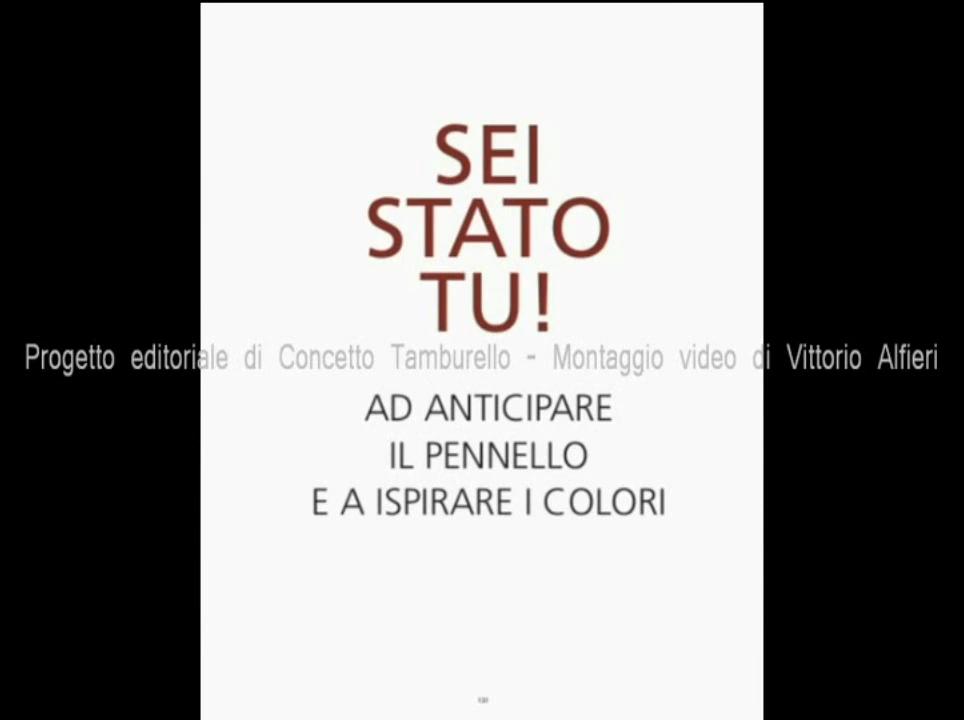 SEI
STATO
TU!
Progetto editoriale di Concetto Tamburello - Montaggio video di Vittorio Alfieri
AD ANTICIPARE
IL PENNELLO
E A ISPIRARE I COLORI